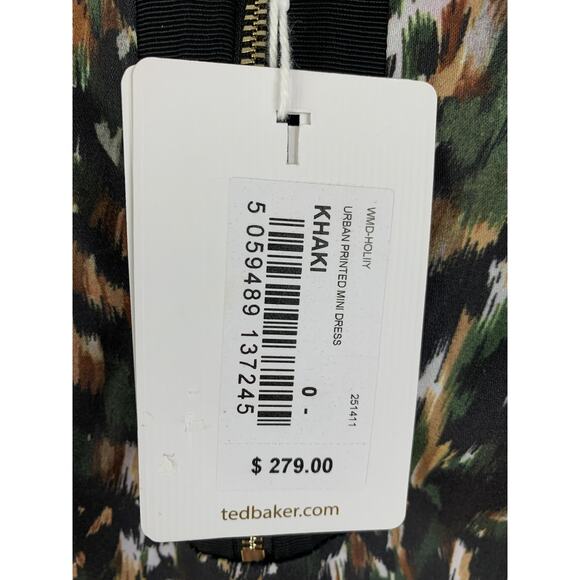 WMD-HOLIIY
251411
URBAN PRINTED MINI DRESS
KHAKI
0 -
5 059489 137245
$ 279.00
tedbaker.com